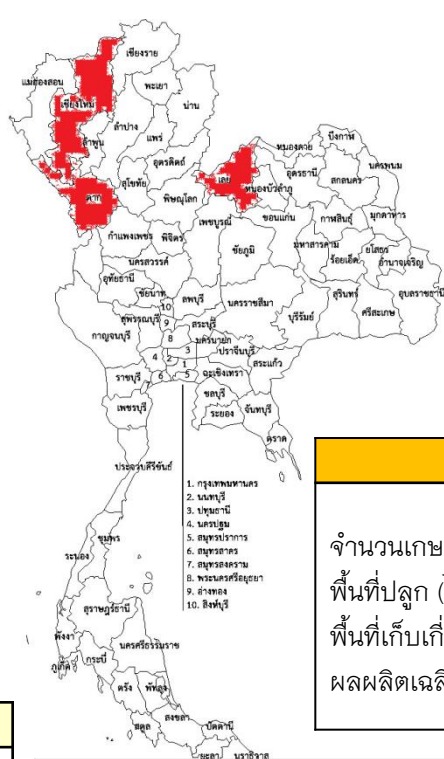 เชียงราย
แม่ฮ่องสอน
พะเยา
เชียงใหม่
น่าน
ลำปาง
ลำพูน
แพร่
อุตรดิตถ์
ตาก
สุโขทัย
พิษณุโลก
เลย
หนองคาย
บึงกาฬ
อุดรธานี
นครพนม
หนองบัวลำภู
สกลนคร
กำแพงเพชร
พิจิตร
เพชรบูรณ์
ขอนแก่น
กาฬสินธุ์
มุกดาหาร
นครสวรรค์
ชัยภูมิ
มหาสารคาม
ร้อยเอ็ด
ยโสธร
อำนาจเจริญ
อุทัยธานี
ชัยนาท
ลพบุรี
นครราชสีมา
บุรีรัมย์
สุรินทร์
ศรีสะเกษ
อุบลราชธานี
10
สุพรรณบุรี
9
สระบุรี
กาญจนบุรี
8
นครนายก
3
ปราจีนบุรี
4
2
1
สระแก้ว
ราชบุรี
7
6
5
ฉะเชิงเทรา
ชลบุรี
เพชรบุรี
ระยอง
จันทบุรี
ตราด
ประจวบคีรีขันธ์
1. กรุงเทพมหานคร
2. นนทบุรี
3. ปทุมธานี
4. นครปฐม
5. สมุทรปราการ
6. สมุทรสาคร
7. สมุทรสงคราม
8. พระนครศรีอยุธยา
9. อ่างทอง
10. สิงห์บุรี
ชุมพร
ระนอง
สุราษฎร์ธานี
พังงา
นครศรีธรรมราช
ภูเก็ต
กระบี่
ตรัง
พัทลุง
สตูล
สงขลา
ปัตตานี
ยะลา
นราธิวาส
จำนวนเกษ
พื้นที่ปลูก (
พื้นที่เก็บเกี่
ผลผลิตเฉลี